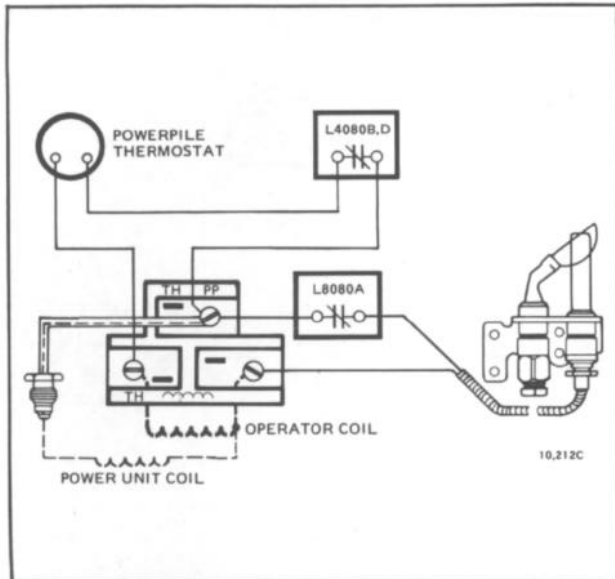 POWERPILE
THERMOSTAT
L4080B,D
TH PP
L8080A
TH
OPERATOR COIL
POWER UNIT COIL
10,212C